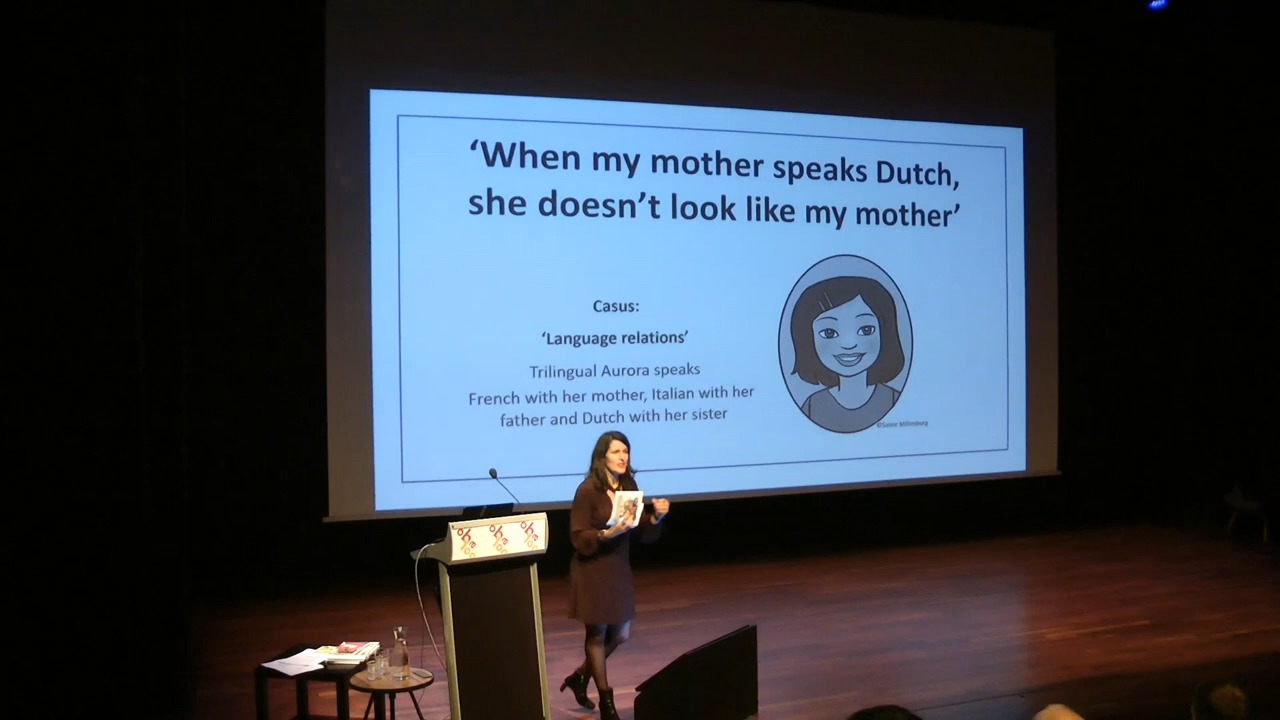 ‘When my mother speaks Dutch,
she doesn’t look like my mother’
Casus:
‘Language relations’
Trilingual Aurora speaks
French with her mother, Italian with her
father and Dutch with her sister